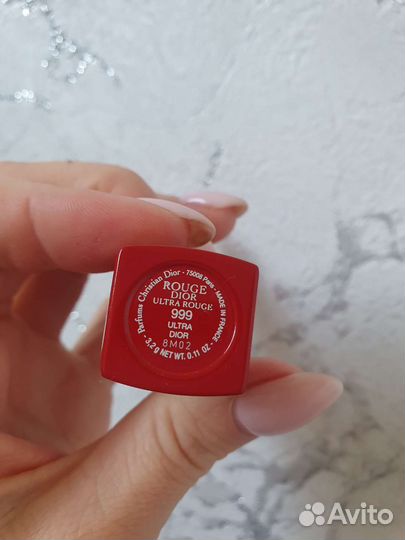 Parfums Christian Dior - 75008 Paris - MADE IN FRANCE
ROUGE
DIOR
ULTRA ROUGE
999
ULTRA
DIOR
8M02
- 3.2 g NET WT. 0.11 OZ -
Avito